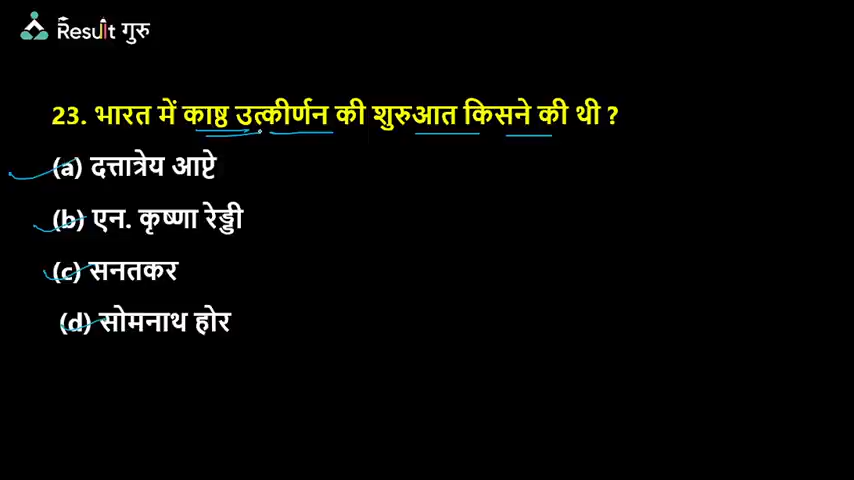 Result गुरु
23. भारत में काष्ठ उत्कीर्णन की शुरुआत किसने की थी ?
(a) दत्तात्रेय आप्टे
(b) एन. कृष्णा रेड्डी
(c) सनतकर
(d) सोमनाथ होर